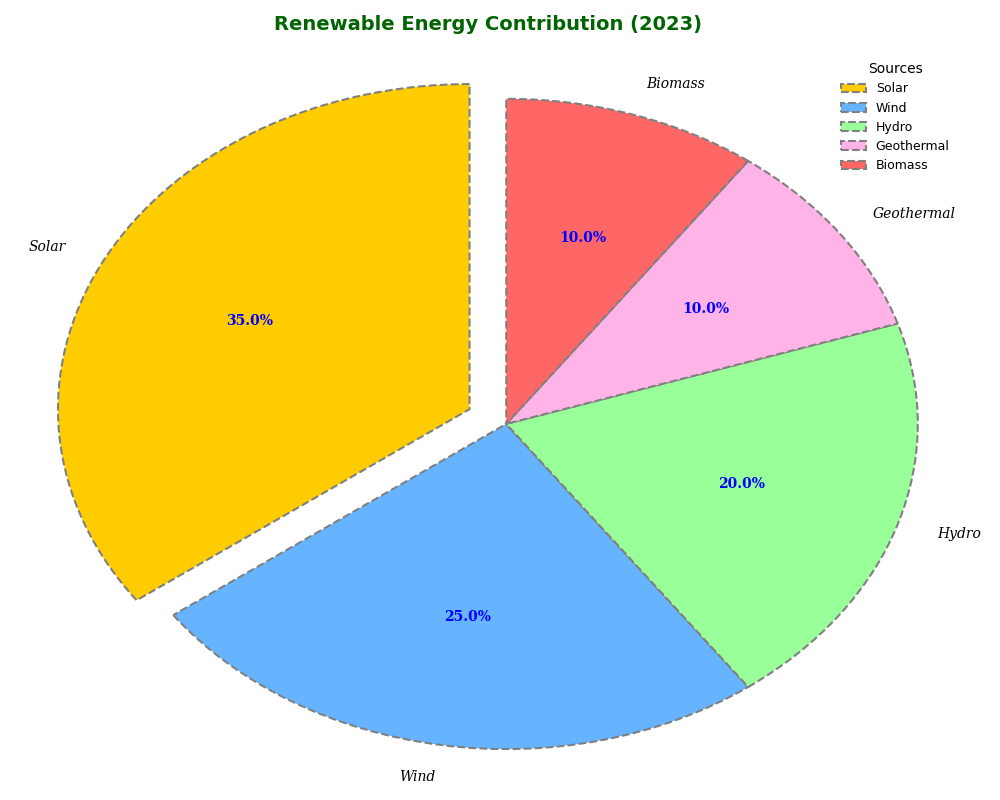 Renewable Energy Contribution (2023)
Sources
Solar
Wind
Hydro
Geothermal
Biomass
Biomass
Geothermal
Solar
10.0%
10.0%
35.0%
20.0%
Hydro
25.0%
Wind